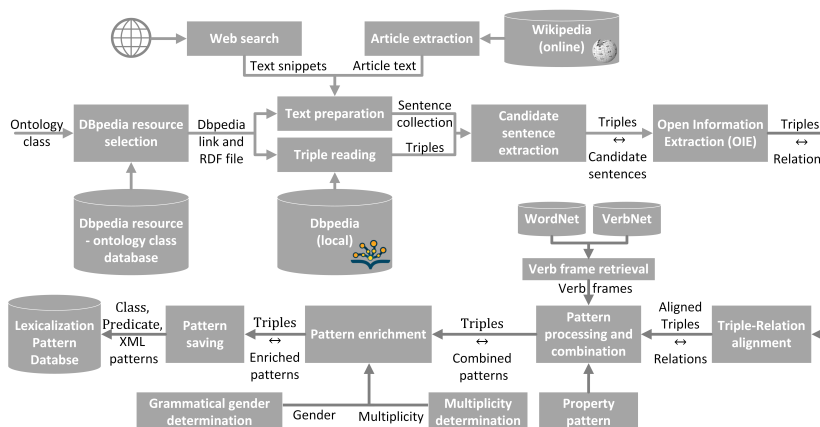 Web search
Article extraction
Wikipedia
(online)
Text snippets
Article text
Ontology
class
DBpedia resource
selection
Dbpedia
link and
RDF file
Text preparation
Triple reading
Sentence
collection
Triples
Candidate
sentence
extraction
Triples
↔
Candidate
sentences
Open Information
Extraction (OIE)
Triples
↔
Relation
Dbpedia resource
- ontology class
database
Dbpedia
(local)
WordNet
VerbNet
Verb frame retrieval
Verb frames
Lexicalization
Pattern
Databse
Class,
Predicate,
XML
patterns
Pattern
saving
Triples
↔
Enriched
patterns
Pattern enrichment
Triples
↔
Combined
patterns
Pattern
processing and
combination
Aligned
Triples
↔
Relations
Triple-Relation
alignment
Grammatical gender
determination
Gender
Multiplicity
Multiplicity
determination
Property
pattern